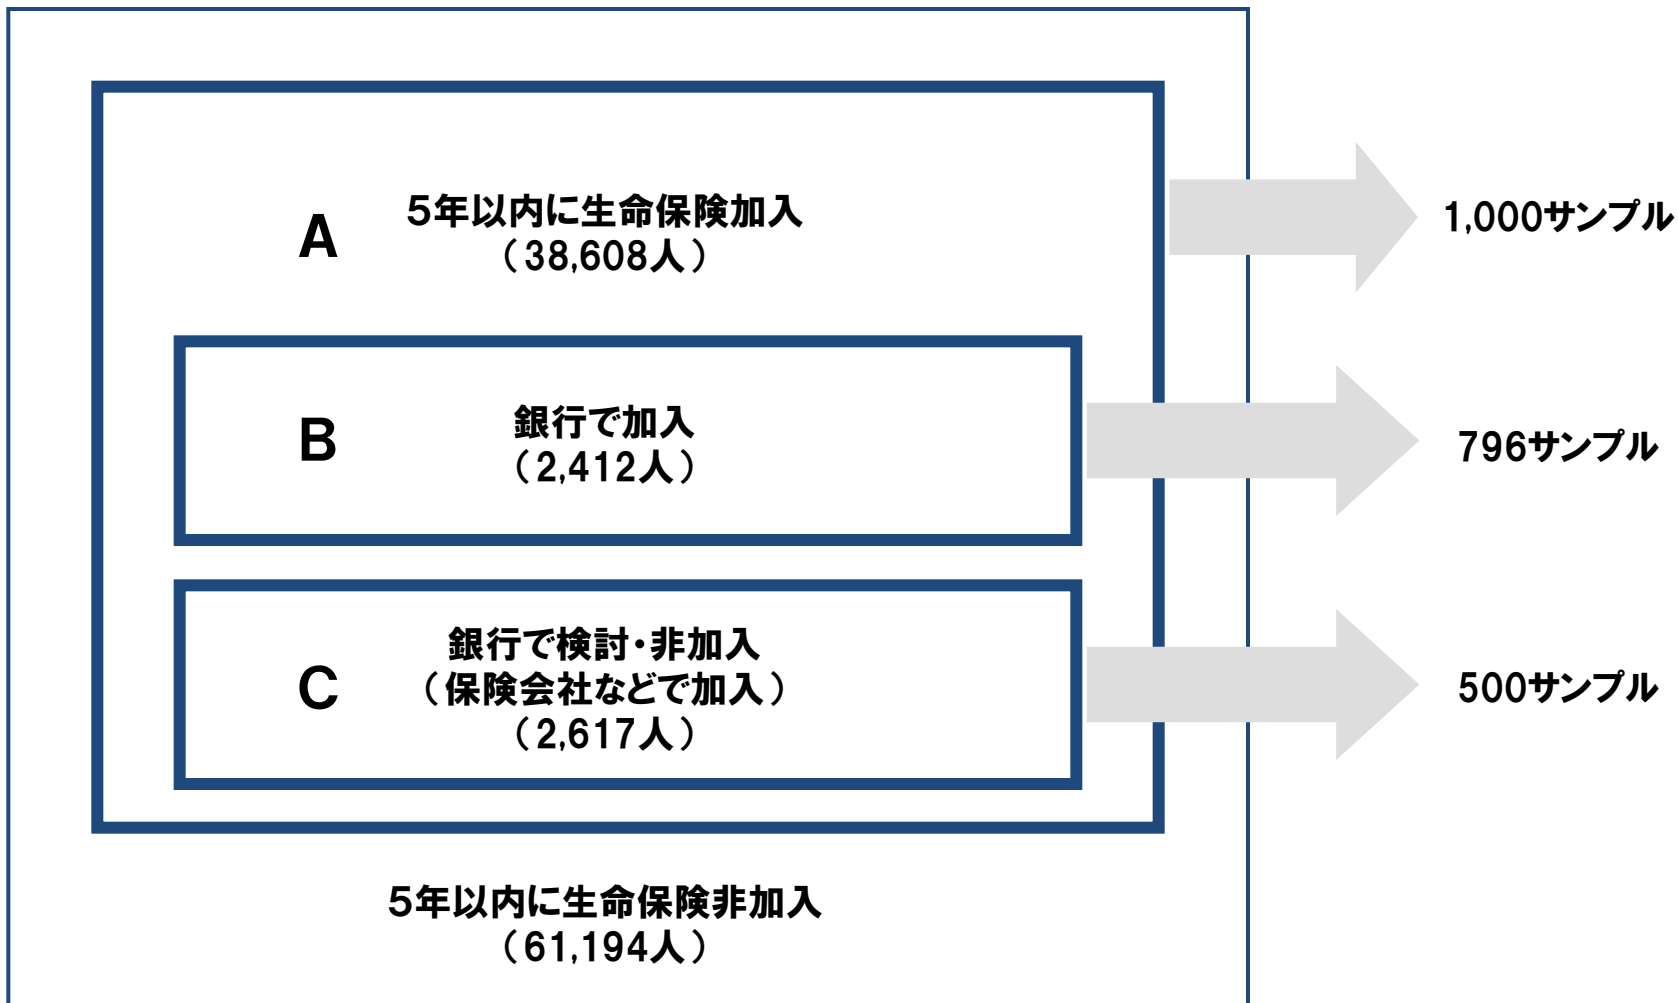 A
５年以内に生命保険加入
（38,608人）
1,000サンプル
B
銀行で加入
（2,412人）
796サンプル
C
銀行で検討・非加入
（保険会社などで加入）
（2,617人）
500サンプル
５年以内に生命保険非加入
（61,194人）